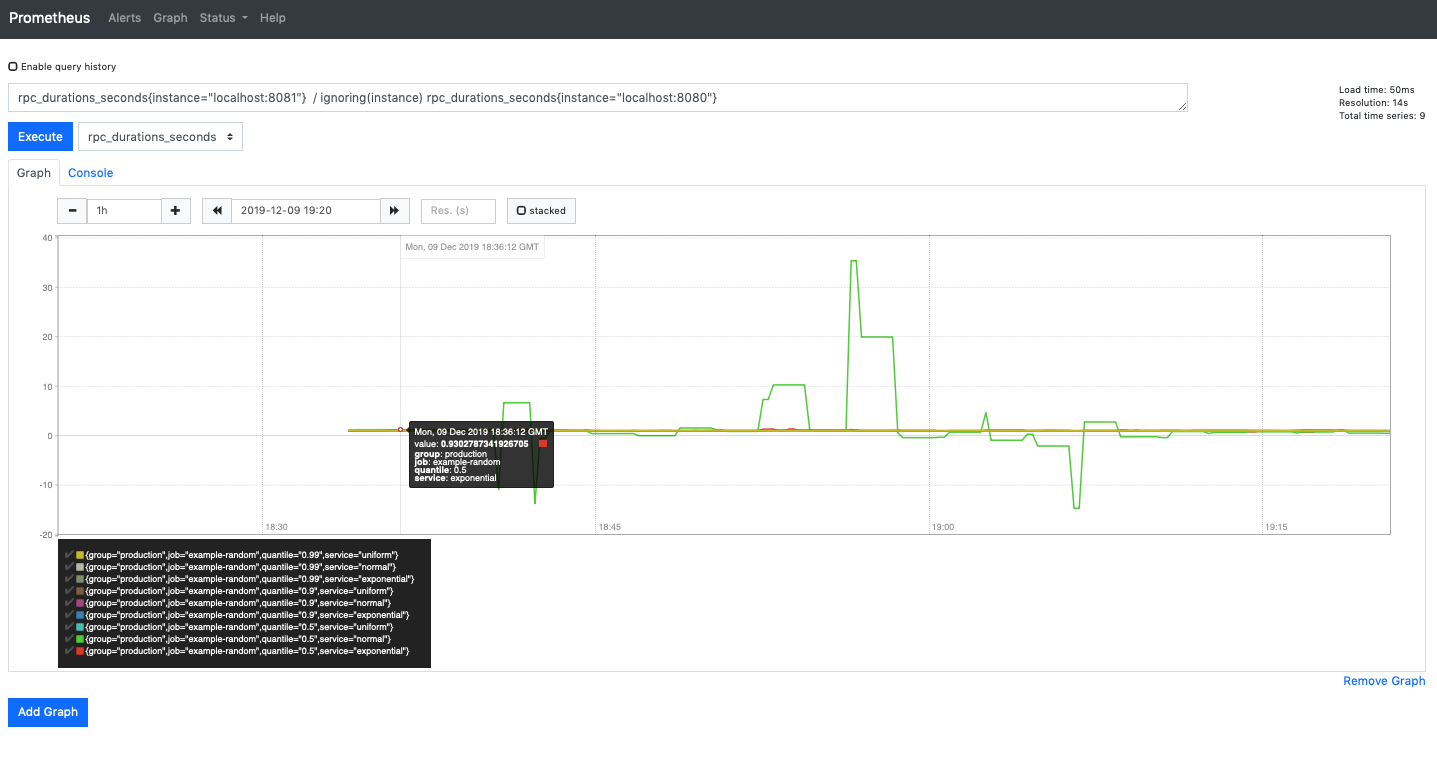 Prometheus Alerts Graph Status Help
Enable query history
rpc_durations_seconds{instance="localhost:8081"} / ignoring(instance) rpc_durations_seconds{instance="localhost:8080"}
Load time: 50ms
Resolution: 14s
Total time series: 9
Execute rpc_durations_seconds
Graph Console
1h 2019-12-09 19:20 Res. (s) stacked
40
Mon, 09 Dec 2019 18:36:12 GMT
30
20
10
0
-10
-20
Mon, 09 Dec 2019 18:36:12 GMT
value: 0.9302787341926705
group: production
job: example-random
quantile: 0.5
service: exponential
18:30 18:45 19:00 19:15
{group="production",job="example-random",quantile="0.99",service="uniform"}
{group="production",job="example-random",quantile="0.99",service="normal"}
{group="production",job="example-random",quantile="0.99",service="exponential"}
{group="production",job="example-random",quantile="0.9",service="uniform"}
{group="production",job="example-random",quantile="0.9",service="normal"}
{group="production",job="example-random",quantile="0.9",service="exponential"}
{group="production",job="example-random",quantile="0.5",service="uniform"}
{group="production",job="example-random",quantile="0.5",service="normal"}
{group="production",job="example-random",quantile="0.5",service="exponential"}
Remove Graph
Add Graph